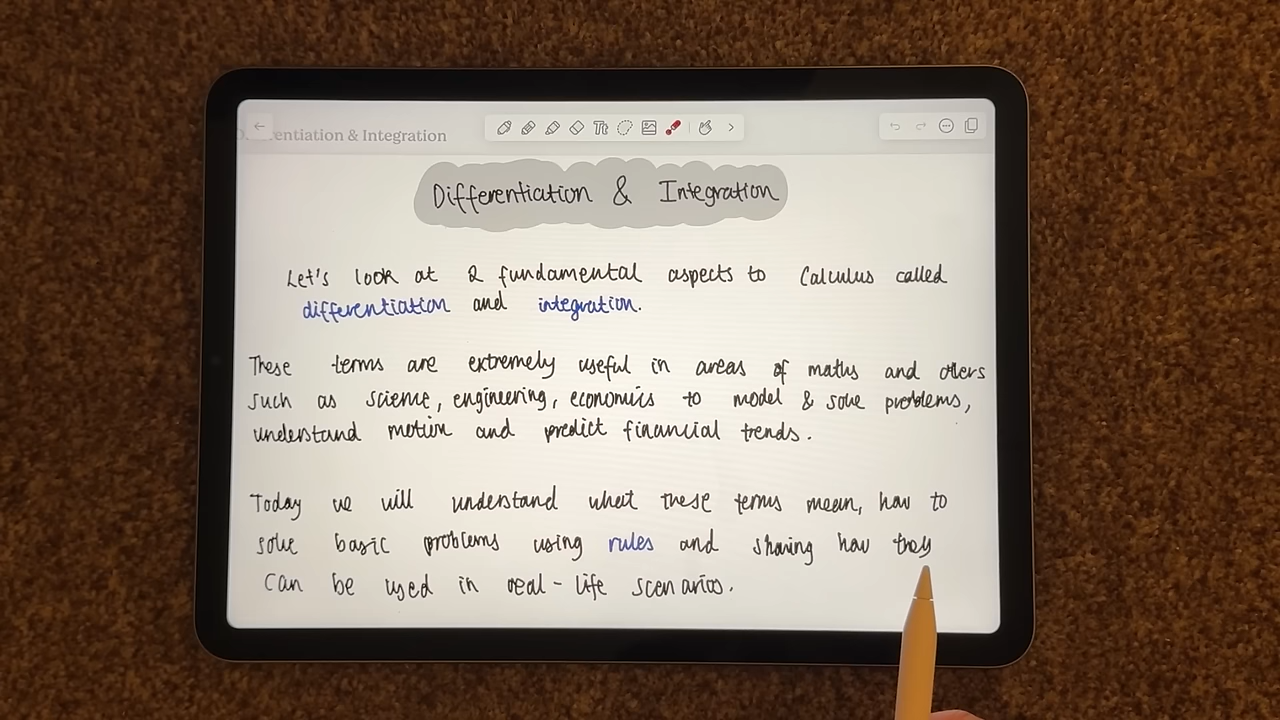 entiation & Integration
Differentiation & Integration
Let's look at 2 fundamental aspects to Calculus called
differentiation and integration.
These terms are extremely useful in areas of maths and others
such as science, engineering, economics to model & solve problems,
understand motion and predict financial trends.
Today we will understand what these terms mean, how to
solve basic problems using rules and sharing how they
can be used in real-life scenarios.